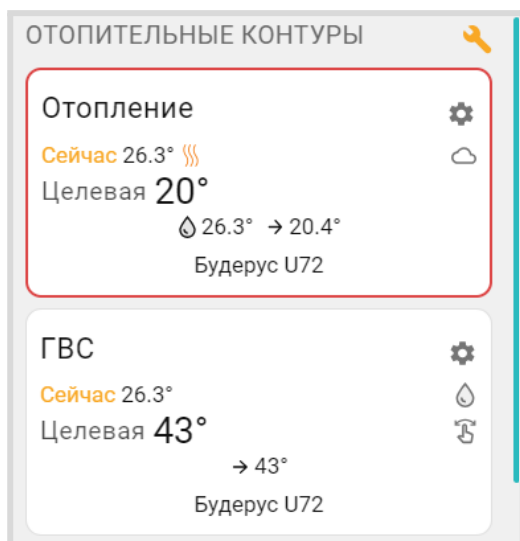 ОТОПИТЕЛЬНЫЕ КОНТУРЫ
Отопление
Сейчас 26.3°
Целевая 20°
26.3° → 20.4°
Будерус U72
ГВС
Сейчас 26.3°
Целевая 43°
→ 43°
Будерус U72